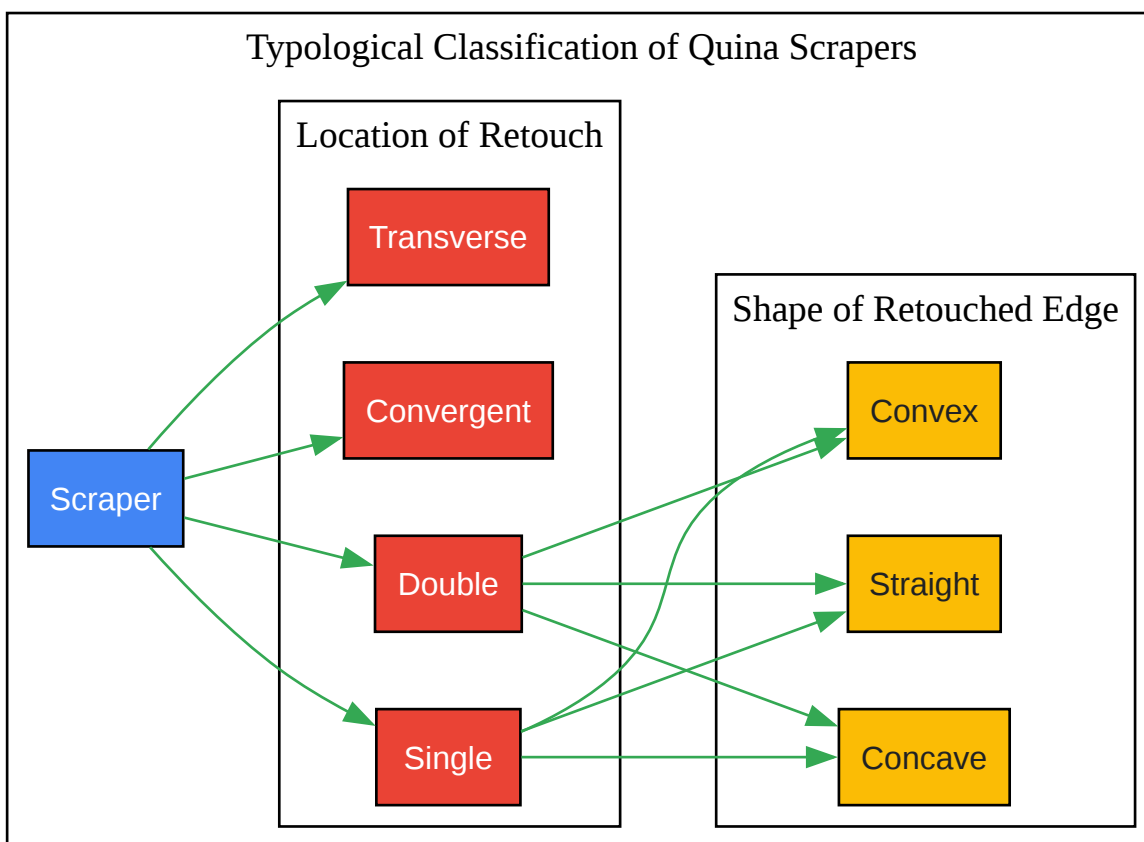 Typological Classification of Quina Scrapers
Location of Retouch
Transverse
Shape of Retouched Edge
Convergent
Convex
Scraper
Double
Straight
Single
Concave